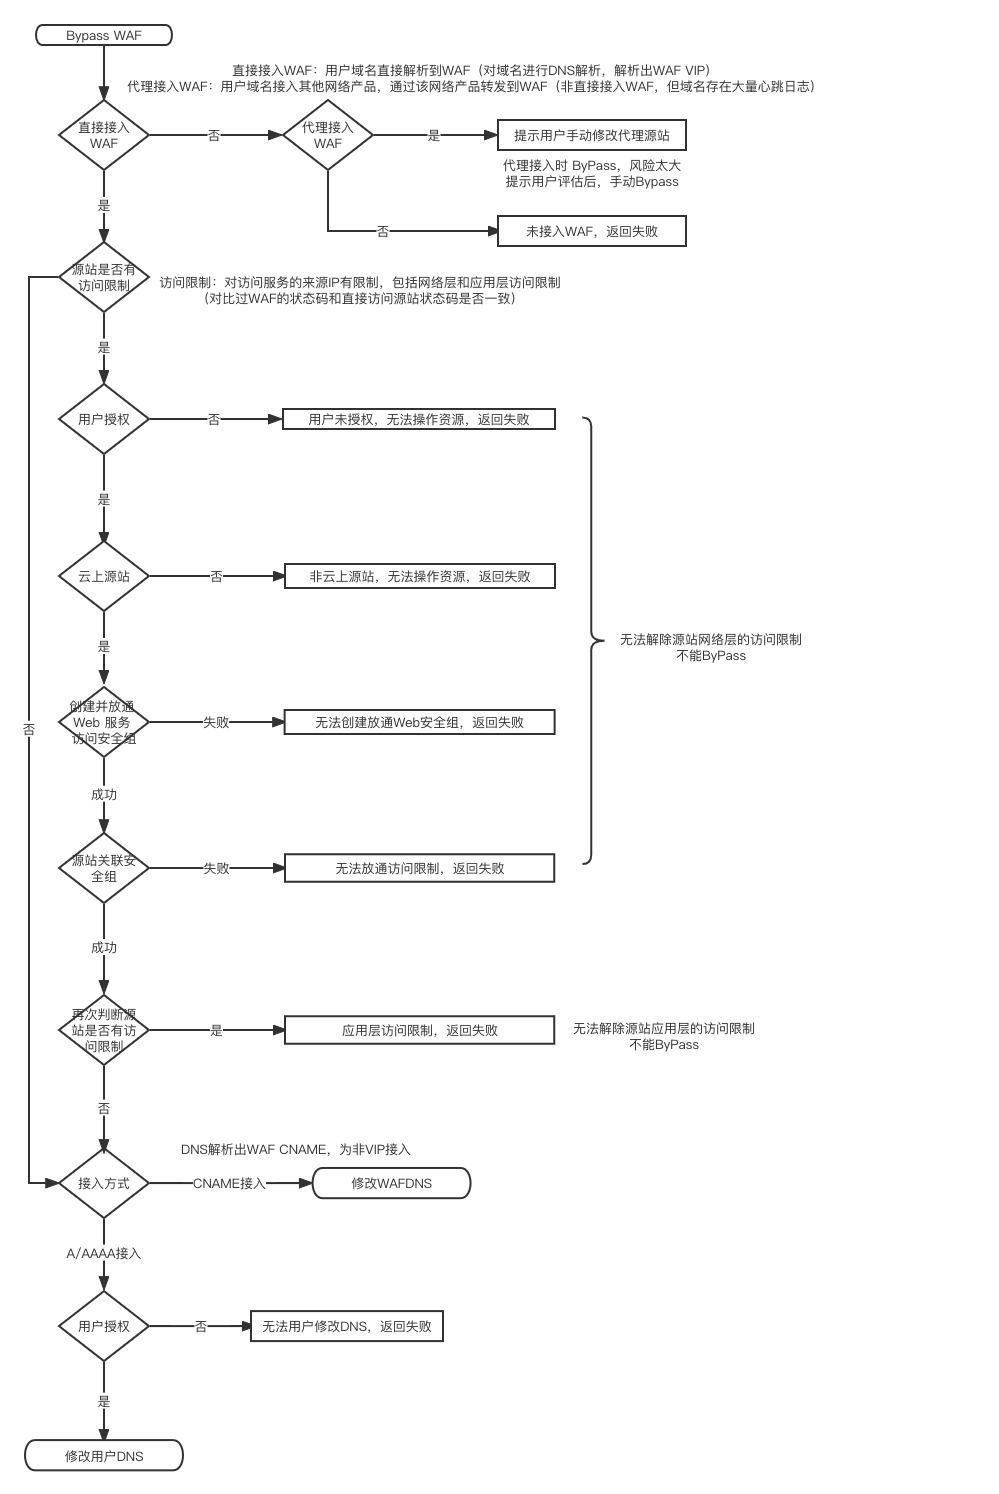 Bypass WAF
直接接入WAF：用户域名直接解析到WAF（对域名进行DNS解析，解析出WAF VIP）
代理接入WAF：用户域名接入其他网络产品，通过该网络产品转发到WAF（非直接接入WAF，但域名存在大量心跳日志）
直接接入
WAF
否
代理接入
WAF
是
提示用户手动修改代理源站
代理接入时 ByPass，风险太大
提示用户评估后，手动Bypass
是
否
未接入WAF，返回失败
源站是否有
访问限制
访问限制：对访问服务的来源IP有限制，包括网络层和应用层访问限制
（对比过WAF的状态码和直接访问源站状态码是否一致）
是
用户授权
否
用户未授权，无法操作资源，返回失败
是
云上源站
否
非云上源站，无法操作资源，返回失败
无法解除源站网络层的访问限制
不能ByPass
是
创建并放通
Web 服务
访问安全组
失败
无法创建放通Web安全组，返回失败
否
成功
源站关联安
全组
失败
无法放通访问限制，返回失败
成功
再次判断源
站是否有访
问限制
是
应用层访问限制，返回失败
无法解除源站应用层的访问限制
不能ByPass
否
DNS解析出WAF CNAME，为非VIP接入
接入方式
CNAME接入
修改WAFDNS
A/AAAA接入
用户授权
否
无法用户修改DNS，返回失败
是
修改用户DNS